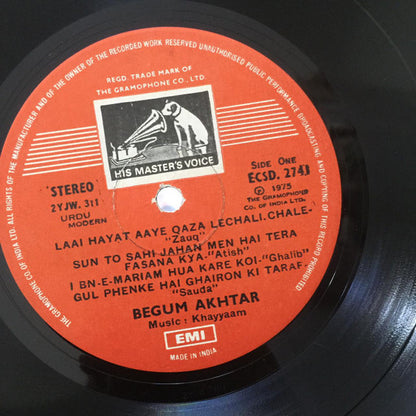 THE MANUFACTURER AND OF THE OWNER OF THE RECORDED WORK RESERVED UNAUTHORISED PUBLIC PERFORMANCE BROADCASTING AND COPYING OF THIS RECORD PROHIBITED
THE GRAMOPHONE CO. OF INDIA LTD. ALL RIGHTS OF
REGD. TRADE MARK OF
THE GRAMOPHONE CO., LTD.
HIS MASTER'S VOICE
STEREO
2YJW. 311
URDU
MODERN
SIDE ONE
ECSD. 2741
℗ 1975
THE GRAMOPHONE
CO. OF INDIA LTD.
LAAI HAYAT AAYE QAZA LECHALI.CHALE-
"Zauq"
SUN TO SAHI JAHAN MEN HAI TERA
FASANA KYA-"Atish"
I BN-E-MARIAM HUA KARE KOI-"Ghalib"
GUL PHENKE HAI GHAIRON KI TARAF-
"Sauda"
BEGUM AKHTAR
Music : Khayyaam
EMI
MADE IN INDIA